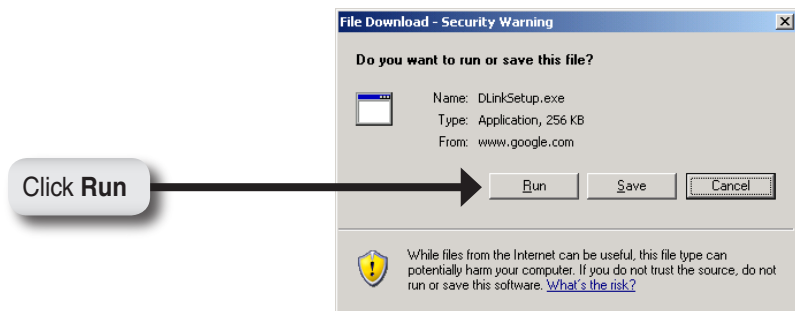 File Download - Security Warning
Do you want to run or save this file?
Name: DLinkSetup.exe
Type: Application, 256 KB
From: www.google.com
Click Run
Run Save Cancel
While files from the Internet can be useful, this file type can
potentially harm your computer. If you do not trust the source, do not
run or save this software. What's the risk?